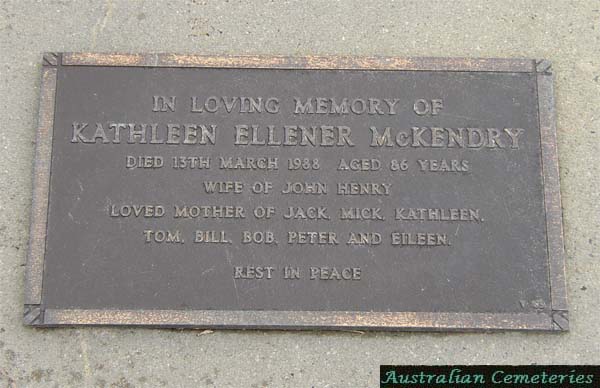 IN LOVING MEMORY OF
KATHLEEN ELLENER McKENDRY
DIED 13TH MARCH 1988 AGED 86 YEARS
WIFE OF JOHN HENRY
LOVED MOTHER OF JACK, MICK, KATHLEEN,
TOM, BILL, BOB, PETER AND EILEEN.
REST IN PEACE
Australian Cemeteries